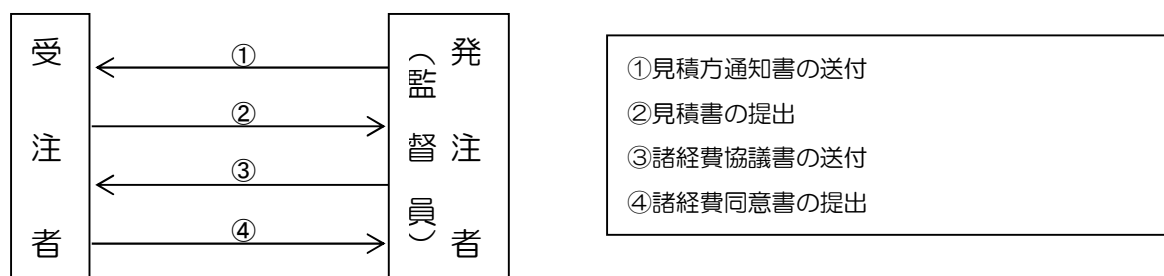 受注者
①
②
③
④
発注者
（監督員）
①見積方通知書の送付
②見積書の提出
③諸経費協議書の送付
④諸経費同意書の提出